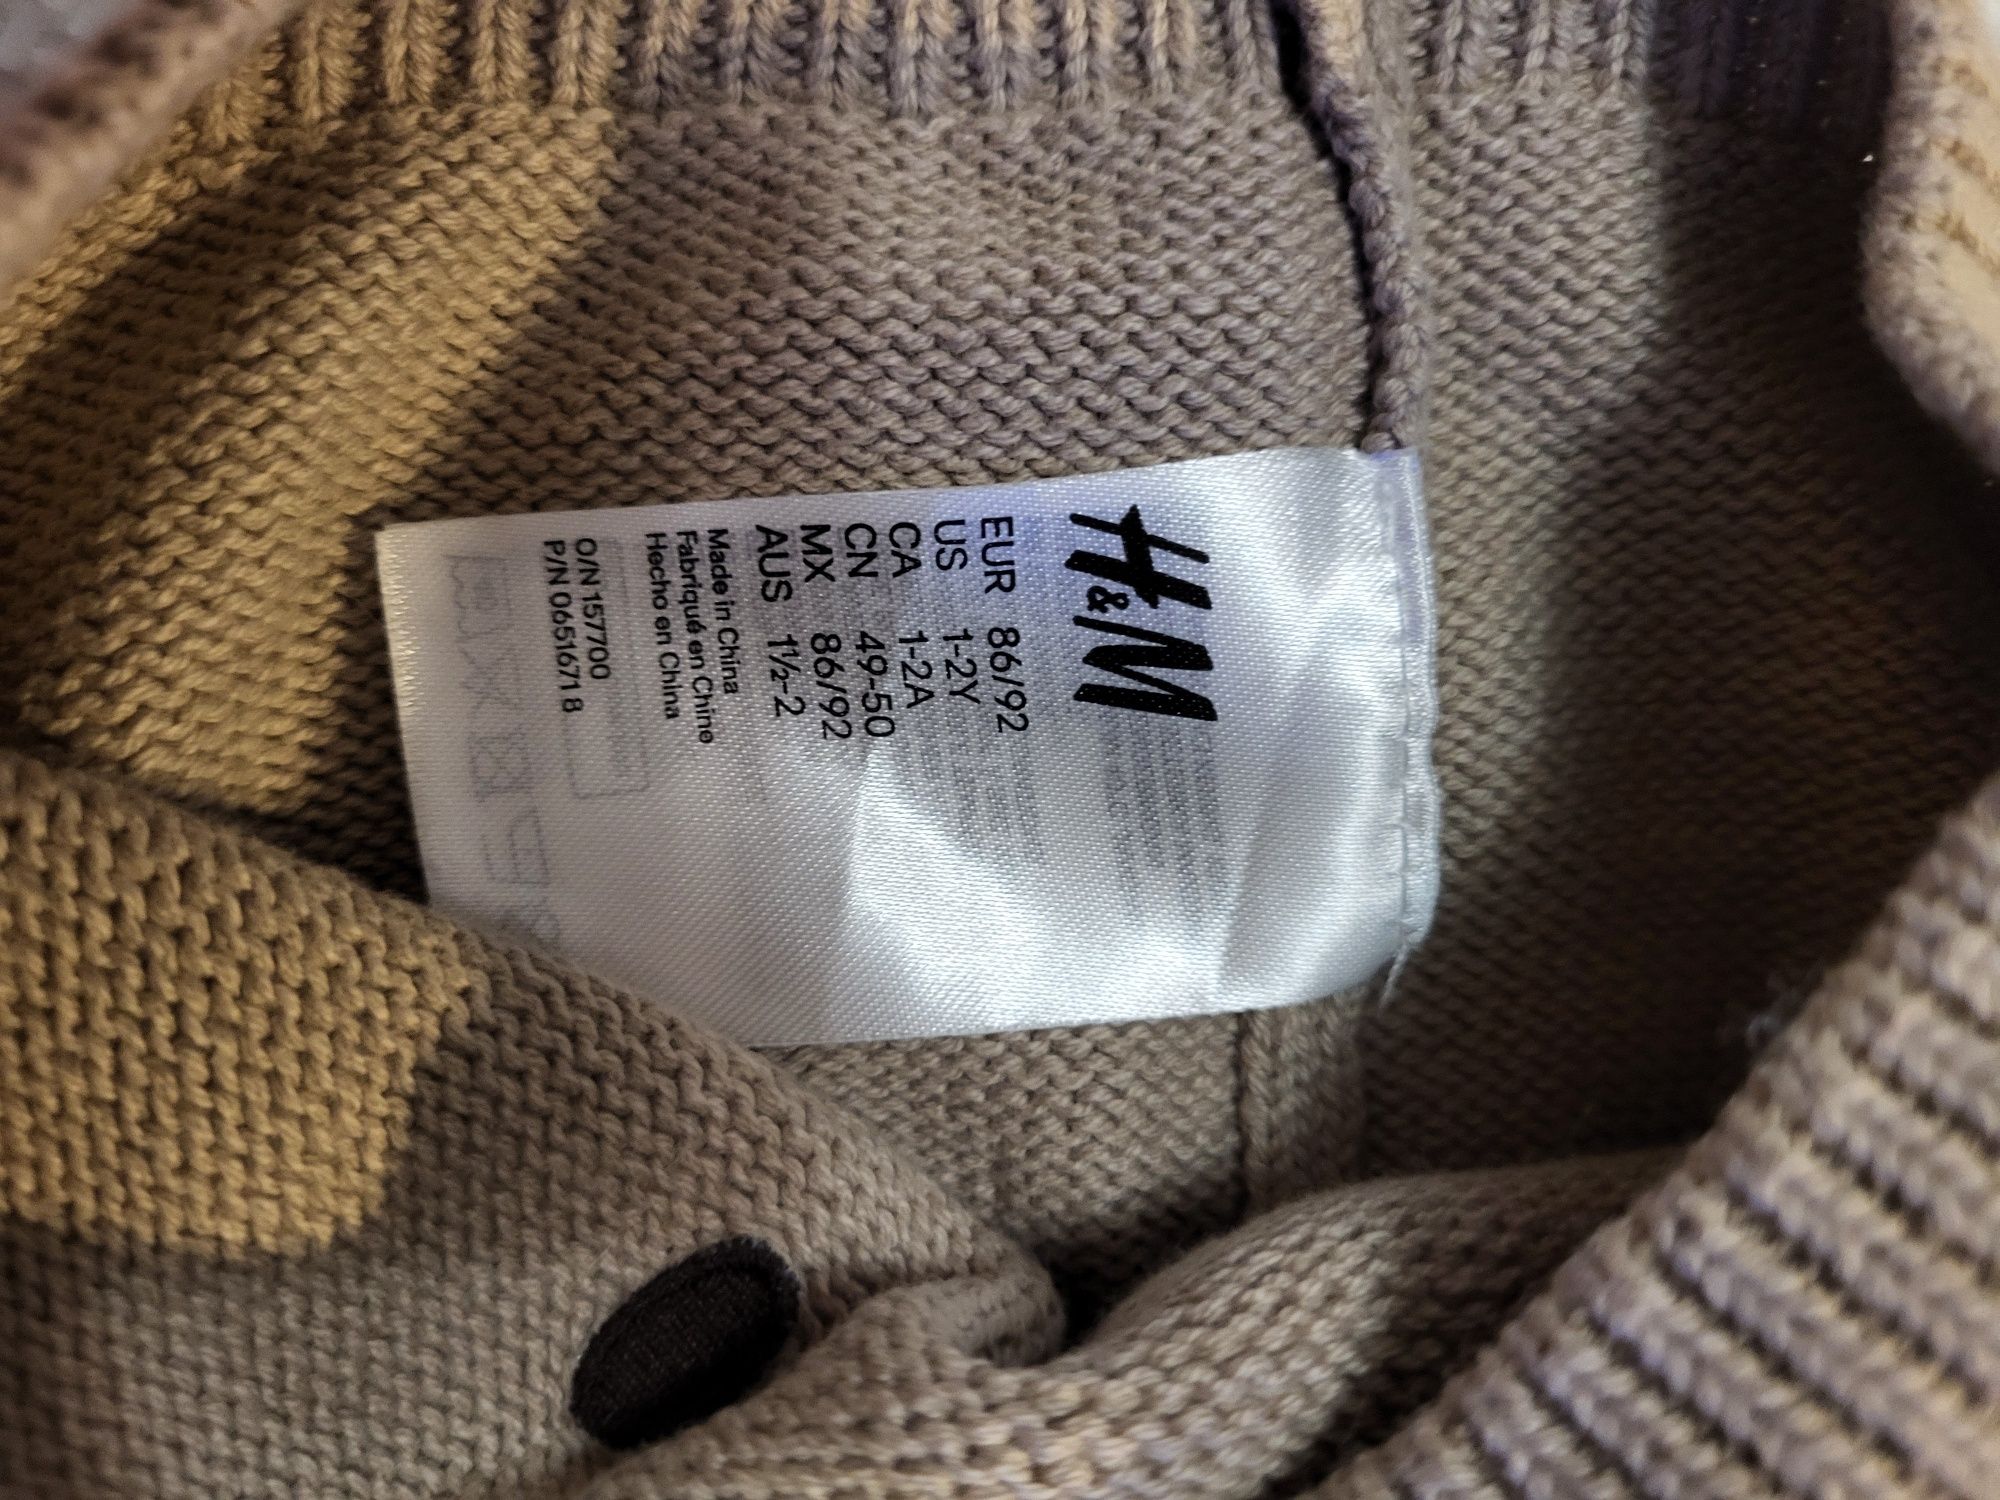 H&M
EUR 86/92
US 1-2Y
CA 1-2A
CN 49-50
MX 86/92
AUS 1½-2
Made in China
Fabriqué en Chine
Hecho en China
O/N 157700
P/N 0651671 8